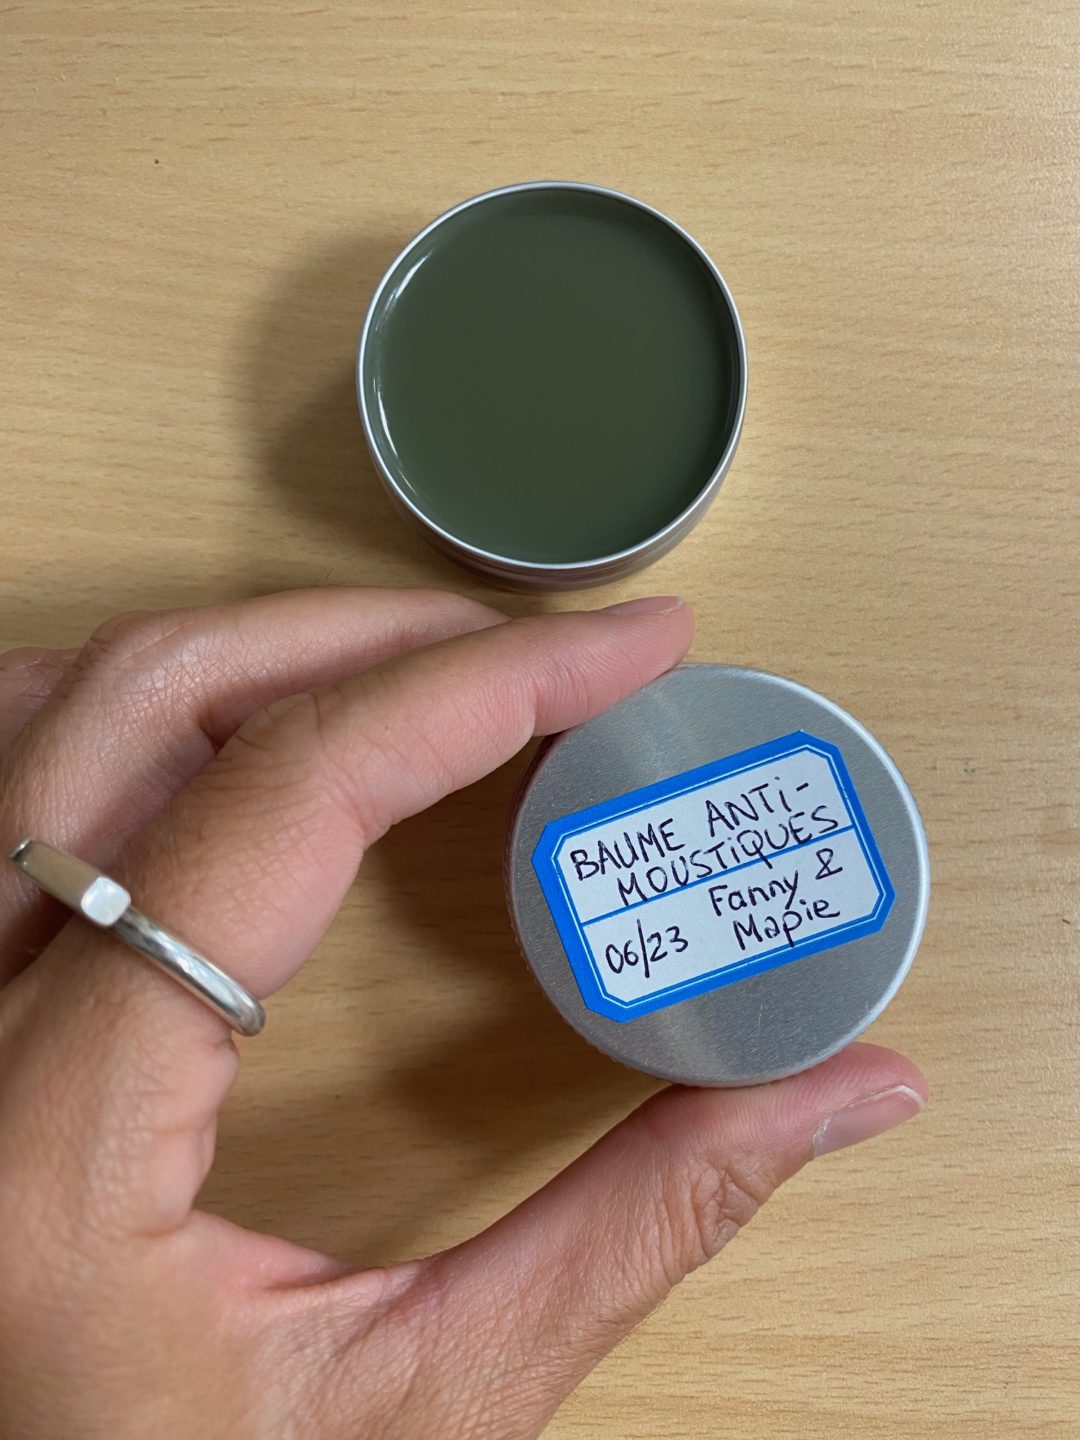 BAUME ANTi-
MOUSTiQUES
06/23 Fanny &
Mapie